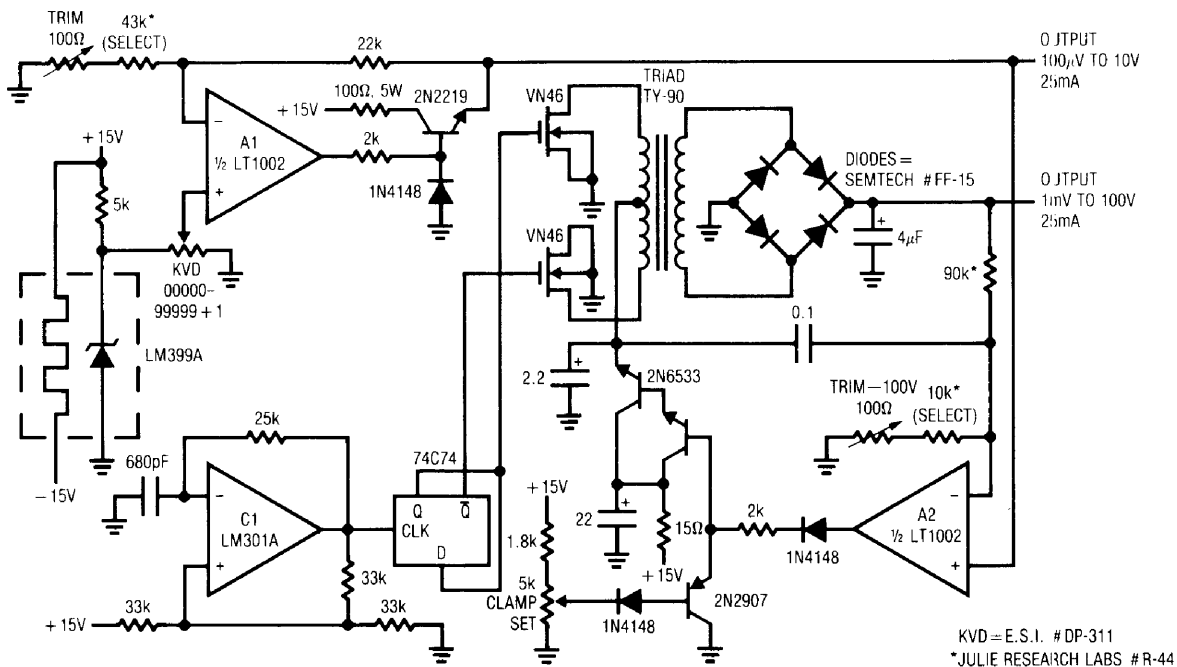 TRIM
100Ω
43k*
(SELECT)
22k
O JTPUT
100μV TO 10V
25mA
+15V
100Ω, 5W
2N2219
VN46
TRIAD
TY-90
-
A1
½ LT1002
+
2k
1N4148
+15V
5k
KVD
00000-
99999+1
LM399A
-15V
VN46
DIODES=
SEMTECH #FF-15
O JTPUT
1mV TO 100V
25mA
+
4μF
90k*
0.1
+
2.2
2N6533
TRIM-100V
100Ω
10k*
(SELECT)
25k
680pF
-
C1
LM301A
+
74C74
Q
Q̅
CLK
D
33k
33k
33k
+15V
+
22
15Ω
+15V
+15V
1.8k
5k
CLAMP
SET
1N4148
2N2907
2k
1N4148
-
A2
½ LT1002
+
KVD=E.S.I. #DP-311
*JULIE RESEARCH LABS #R-44